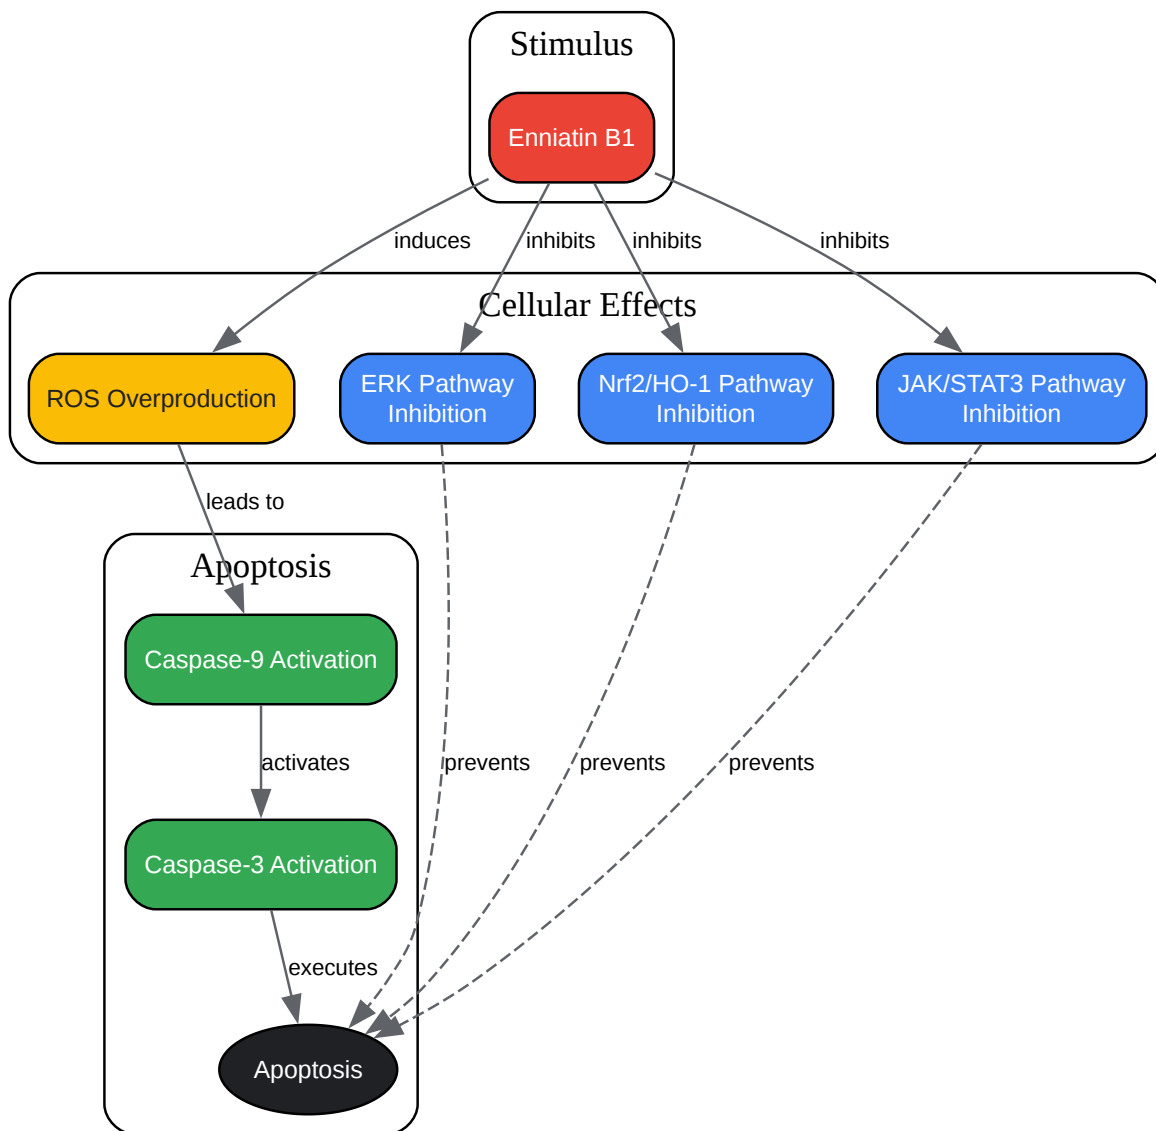 Stimulus
Enniatin B1
induces
inhibits
inhibits
inhibits
Cellular Effects
ROS Overproduction
ERK Pathway
Inhibition
Nrf2/HO-1 Pathway
Inhibition
JAK/STAT3 Pathway
Inhibition
leads to
Apoptosis
Caspase-9 Activation
activates
prevents
prevents
prevents
Caspase-3 Activation
executes
Apoptosis